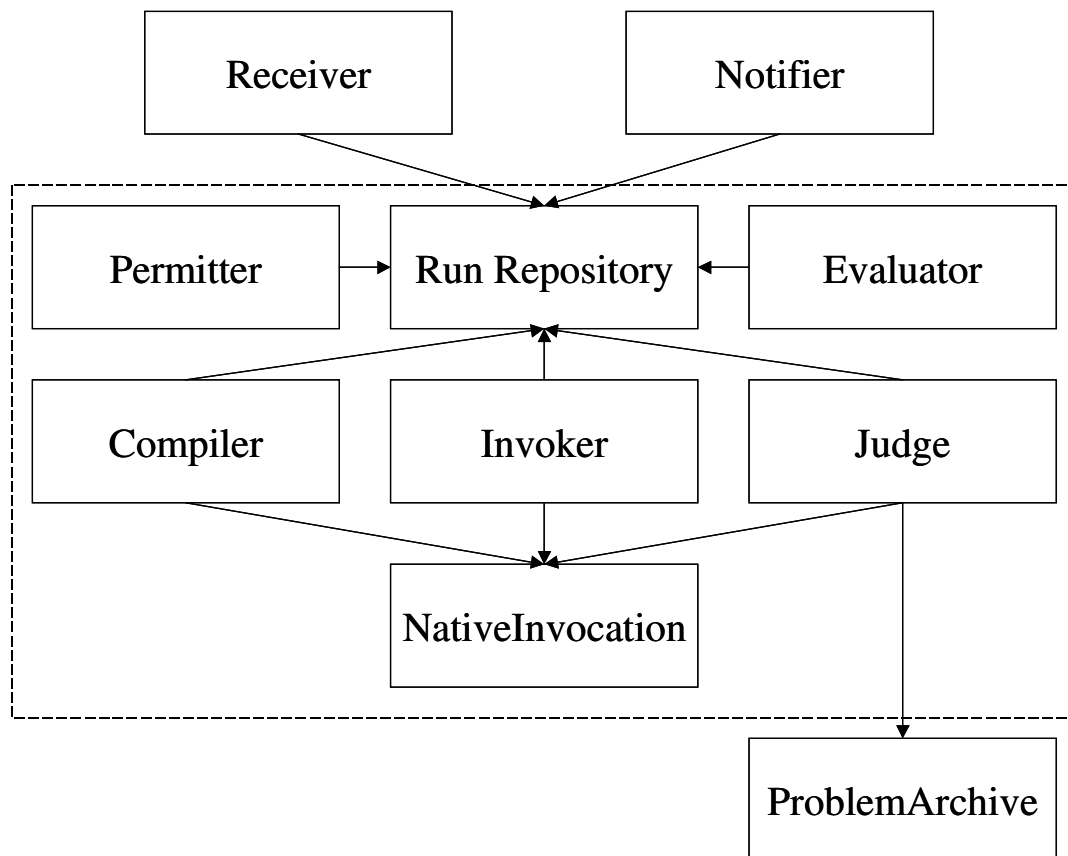 Receiver
Notifier
Permitter
Run Repository
Evaluator
Compiler
Invoker
Judge
NativeInvocation
ProblemArchive